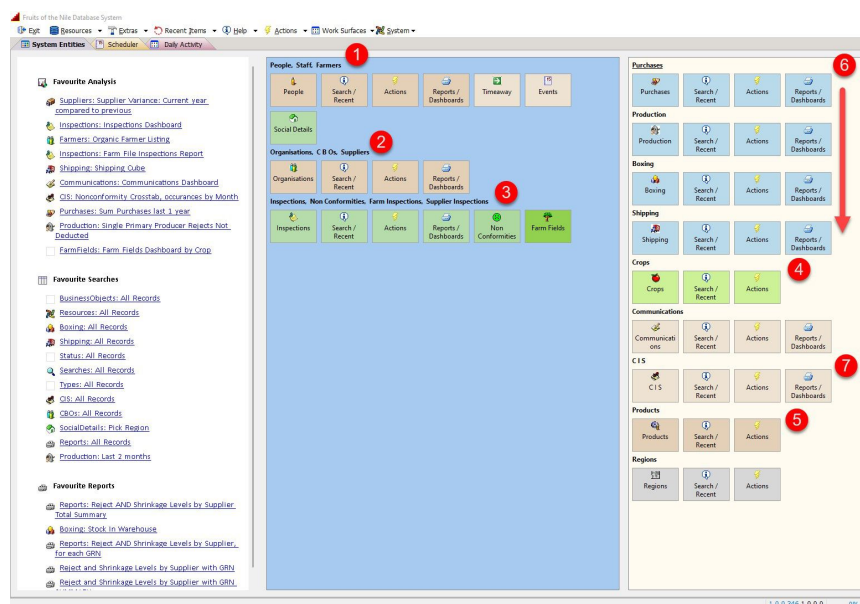 Fruits of the Nile Database System
Exit Resources Extras Recent Items Help Actions Work Surfaces System
System Entities Scheduler Daily Activity
Favourite Analysis
Suppliers: Supplier Variance: Current year
compared to previous
Inspections: Inspections Dashboard
Farmers: Organic Farmer Listing
Inspections: Farm File Inspections Report
Shipping: Shipping Cube
Communications: Communications Dashboard
CIS: Nonconformity Crosstab, occurances by Month
Purchases: Sum Purchases last 1 year
Production: Single Primary Producer Rejects Not
Deducted
FarmFields: Farm Fields Dashboard by Crop
Favourite Searches
BusinessObjects: All Records
Resources: All Records
Boxing: All Records
Shipping: All Records
Status: All Records
Searches: All Records
Types: All Records
CIS: All Records
CBOs: All Records
SocialDetails: Pick Region
Reports: All Records
Production: Last 2 months
Favourite Reports
Reports: Reject AND Shrinkage Levels by Supplier
Total Summary
Boxing: Stock In Warehouse
Reports: Reject AND Shrinkage Levels by Supplier,
for each GRN
Reject and Shrinkage Levels by Supplier with GRN
Reject and Shrinkage Levels by Supplier with GRN
People, Staff, Farmers 1
People Search / Recent Actions Reports / Dashboards Timeaway Events
Social Details
Organisations, C B Os, Suppliers 2
Organisations Search / Recent Actions Reports / Dashboards
Inspections, Non Conformities, Farm Inspections, Supplier Inspections 3
Inspections Search / Recent Actions Reports / Dashboards Non Conformities Farm Fields
Purchases 6
Purchases Search / Recent Actions Reports / Dashboards
Production
Production Search / Recent Actions Reports / Dashboards
Boxing
Boxing Search / Recent Actions Reports / Dashboards
Shipping
Shipping Search / Recent Actions Reports / Dashboards
Crops 4
Crops Search / Recent Actions
Communications
Communicati ons Search / Recent Actions Reports / Dashboards
C I S 7
C I S Search / Recent Actions Reports / Dashboards
Products 5
Products Search / Recent Actions
Regions
Regions Search / Recent Actions